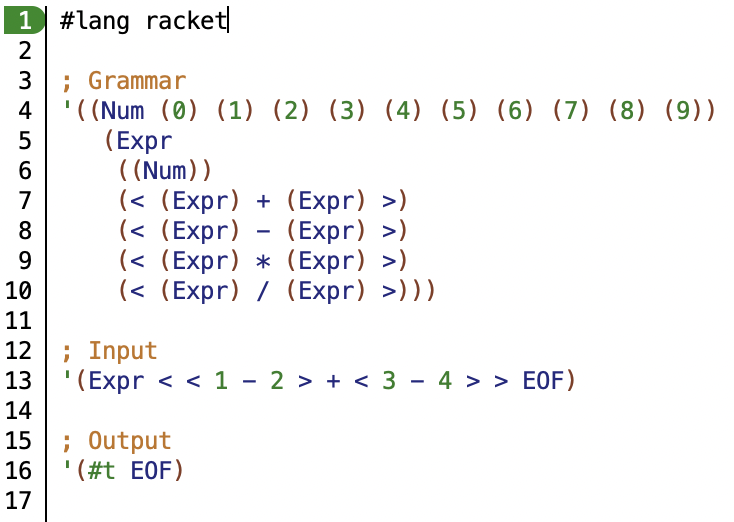 1 #lang racket
2
3 ; Grammar
4 '((Num (0) (1) (2) (3) (4) (5) (6) (7) (8) (9))
5    (Expr
6     ((Num))
7     (< (Expr) + (Expr) >)
8     (< (Expr) - (Expr) >)
9     (< (Expr) * (Expr) >)
10     (< (Expr) / (Expr) >)))
11
12 ; Input
13 '(Expr < < 1 - 2 > + < 3 - 4 > > EOF)
14
15 ; Output
16 '(#t EOF)
17